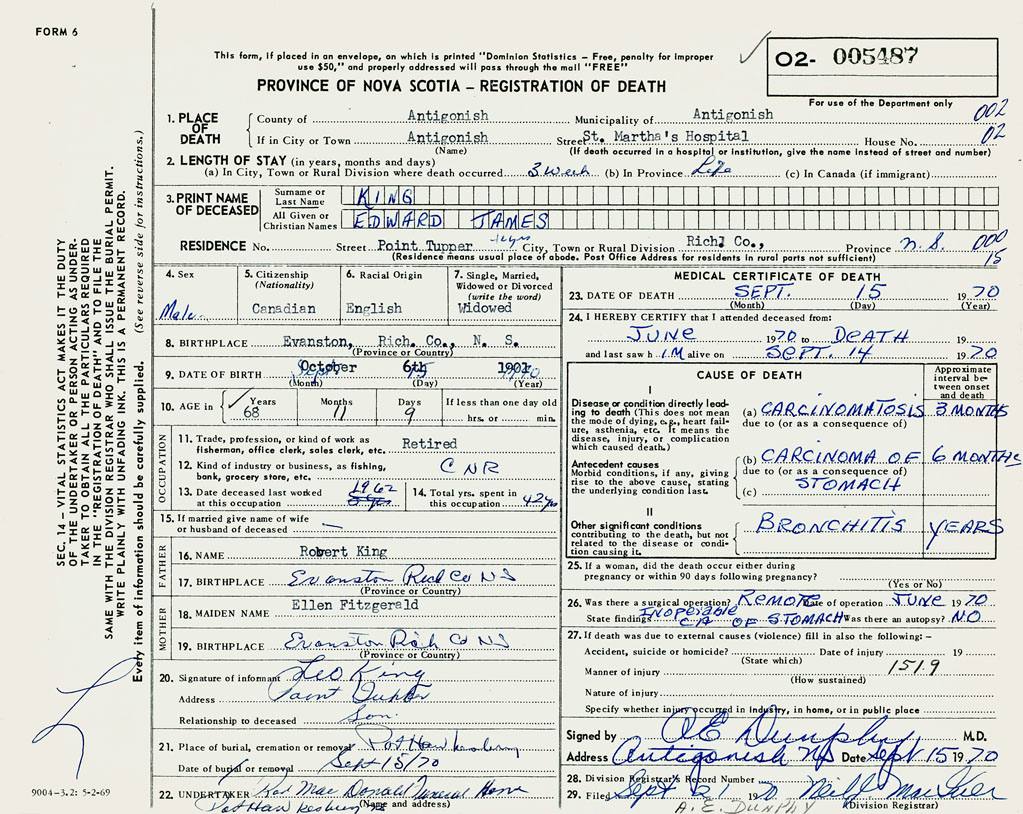 FORM 6
This form, if placed in an envelope, on which is printed "Dominion Statistics – Free, penalty for improper
use $50," and properly addressed will pass through the mail "FREE"
O2- 005487
PROVINCE OF NOVA SCOTIA – REGISTRATION OF DEATH
For use of the Department only
1. PLACE OF DEATH
County of Antigonish Municipality of Antigonish 002
If in City or Town Antigonish Street St. Martha's Hospital House No. 02
(Name) (If death occurred in a hospital or institution, give the name instead of street and number)
2. LENGTH OF STAY (in years, months and days)
(a) In City, Town or Rural Division where death occurred 3 Week (b) In Province Life (c) In Canada (if immigrant)
3. PRINT NAME OF DECEASED
Surname or Last Name KING
All Given or Christian Names EDWARD JAMES
RESIDENCE No. Street Point Tupper City, Town or Rural Division Rich. Co., Province N.S. 000
(Residence means usual place of abode. Post Office Address for residents in rural parts not sufficient) 15
4. Sex
Male
5. Citizenship
(Nationality)
Canadian
6. Racial Origin
English
7. Single, Married,
Widowed or Divorced
(write the word)
Widowed
8. BIRTHPLACE Evanston, Rich. Co., N. S.
(Province or Country)
9. DATE OF BIRTH October 6th 1901
(Month) (Day) (Year)
10. AGE in Years 68 Months 11 Days 9 If less than one day old
hrs. or min.
OCCUPATION
11. Trade, profession, or kind of work as
fisherman, office clerk, sales clerk, etc. Retired
12. Kind of industry or business, as fishing,
bank, grocery store, etc. CNR
13. Date deceased last worked
at this occupation 1962
14. Total yrs. spent in
this occupation 42 yrs
15. If married give name of wife
or husband of deceased —
FATHER
16. NAME Robert King
17. BIRTHPLACE Evanston Rich Co NS
(Province or Country)
MOTHER
18. MAIDEN NAME Ellen Fitzgerald
19. BIRTHPLACE Evanston Rich Co NS
(Province or Country)
20. Signature of informant Leo King
Address Point Tupper
Relationship to deceased Son.
21. Place of burial, cremation or removal Port Hawkesbury
Date of burial or removal Sept 18/70
22. UNDERTAKER Mac Donald Funeral Home
(Name and address)
Port Hawkesbury NS
MEDICAL CERTIFICATE OF DEATH
23. DATE OF DEATH SEPT. 15 1970
(Month) (Day) (Year)
24. I HEREBY CERTIFY that I attended deceased from:
JUNE 1970 to DEATH 19
and last saw h IM alive on SEPT. 14 1970
CAUSE OF DEATH
Approximate
interval between onset
and death
I
Disease or condition directly leading to death (This does not mean
the mode of dying, e.g., heart failure, asthenia, etc. It means the
disease, injury, or complication
which caused death.)
(a) CARCINOMATOSIS 3 MONTHS
due to (or as a consequence of)
Antecedent causes
Morbid conditions, if any, giving
rise to the above cause, stating
the underlying condition last.
(b) CARCINOMA OF 6 MONTHS
due to (or as a consequence of)
(c) STOMACH
II
Other significant conditions
contributing to the death, but not
related to the disease or condition causing it.
BRONCHITIS YEARS
25. If a woman, did the death occur either during
pregnancy or within 90 days following pregnancy?
(Yes or No)
26. Was there a surgical operation? REMOTE Date of operation JUNE 1970
State findings INOPERABLE CA OF STOMACH Was there an autopsy? NO
27. If death was due to external causes (violence) fill in also the following: –
Accident, suicide or homicide? Date of injury 19
(State which)
Manner of injury 151.9
(How sustained)
Nature of injury
Specify whether injury occurred in industry, in home, or in public place
Signed by A E Dunphy M.D.
Address Antigonish NS Date Sept 15 1970
28. Division Registrar's Record Number
29. Filed Sept 21 1970
A. E. DUNPHY (Division Registrar)
SEC. 14 – VITAL STATISTICS ACT MAKES IT THE DUTY
OF THE UNDERTAKER OR PERSON ACTING AS UNDERTAKER TO OBTAIN ALL THE PARTICULARS REQUIRED
IN THE "REGISTRATION OF DEATH" AND TO FILE THE
SAME WITH THE DIVISION REGISTRAR WHO SHALL ISSUE THE BURIAL PERMIT.
WRITE PLAINLY WITH UNFADING INK. THIS IS A PERMANENT RECORD.
Every item of information should be carefully supplied. (See reverse side for instructions.)
9004-3.2: 5-2-69